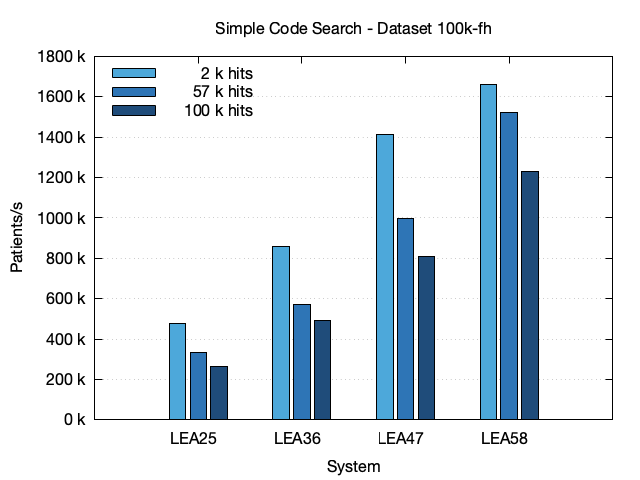 Simple Code Search - Dataset 100k-fh
1800 k
1600 k
1400 k
1200 k
1000 k
800 k
600 k
400 k
200 k
0 k
Patients/s
2 k hits
57 k hits
100 k hits
LEA25 LEA36 LEA47 LEA58
System